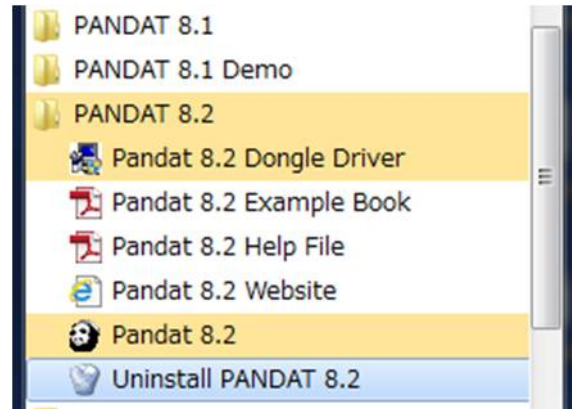 PANDAT 8.1
PANDAT 8.1 Demo
PANDAT 8.2
Pandat 8.2 Dongle Driver
Pandat 8.2 Example Book
Pandat 8.2 Help File
Pandat 8.2 Website
Pandat 8.2
Uninstall PANDAT 8.2